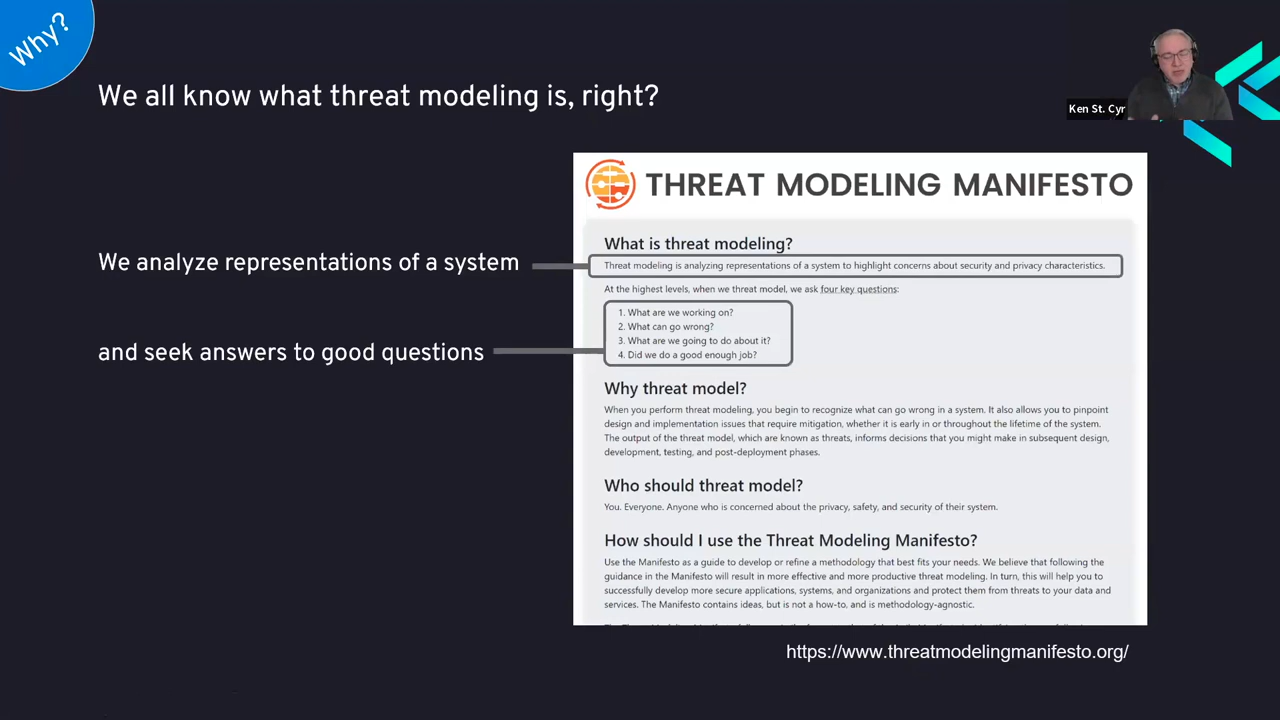 Why?
We all know what threat modeling is, right?
Ken St. Cyr
We analyze representations of a system
and seek answers to good questions
THREAT MODELING MANIFESTO
What is threat modeling?
Threat modeling is analyzing representations of a system to highlight concerns about security and privacy characteristics.
At the highest levels, when we threat model, we ask four key questions:
1. What are we working on?
2. What can go wrong?
3. What are we going to do about it?
4. Did we do a good enough job?
Why threat model?
When you perform threat modeling, you begin to recognize what can go wrong in a system. It also allows you to pinpoint
design and implementation issues that require mitigation, whether it is early in or throughout the lifetime of the system.
The output of the threat model, which are known as threats, informs decisions that you might make in subsequent design,
development, testing, and post-deployment phases.
Who should threat model?
You. Everyone. Anyone who is concerned about the privacy, safety, and security of their system.
How should I use the Threat Modeling Manifesto?
Use the Manifesto as a guide to develop or refine a methodology that best fits your needs. We believe that following the
guidance in the Manifesto will result in more effective and more productive threat modeling. In turn, this will help you to
successfully develop more secure applications, systems, and organizations and protect them from threats to your data and
services. The Manifesto contains ideas, but is not a how-to, and is methodology-agnostic.
https://www.threatmodelingmanifesto.org/